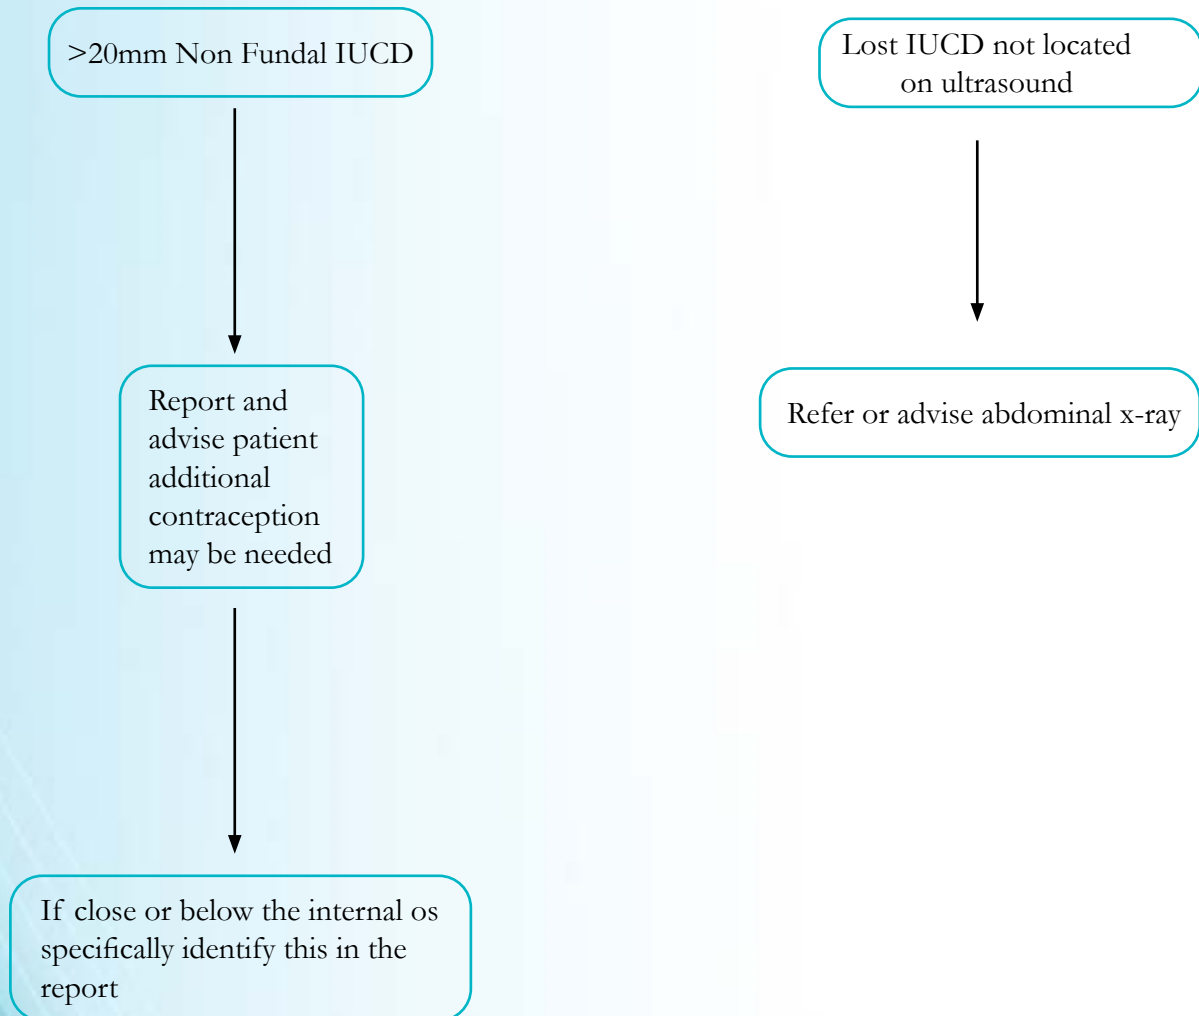 >20mm Non Fundal IUCD
Report and
advise patient
additional
contraception
may be needed
If close or below the internal os
specifically identify this in the
report
Lost IUCD not located
on ultrasound
Refer or advise abdominal x-ray